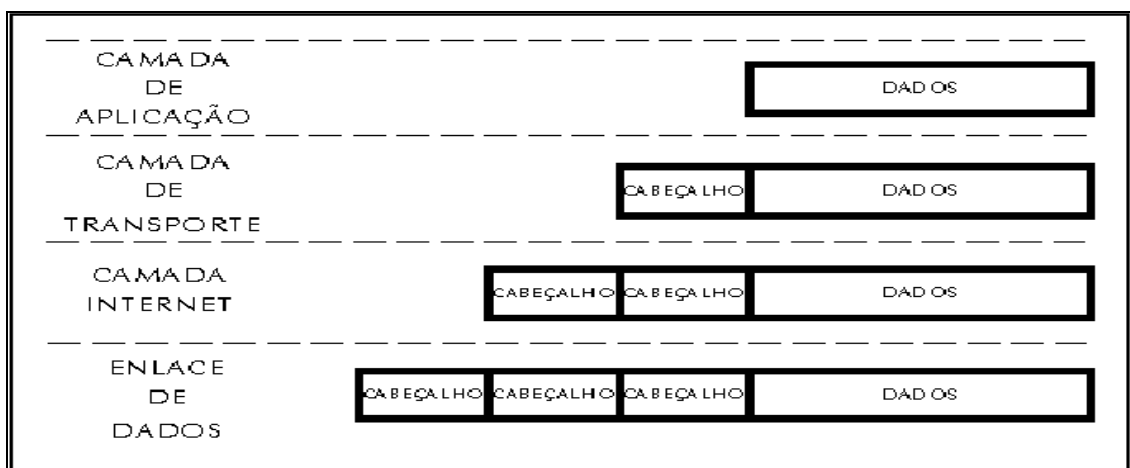 CAMADA
DE
APLICAÇÃO
DADOS
CAMADA
DE
TRANSPORTE
CABEÇALHO
DADOS
CAMADA
INTERNET
CABEÇALHO
CABEÇALHO
DADOS
ENLACE
DE
DADOS
CABEÇALHO
CABEÇALHO
CABEÇALHO
DADOS